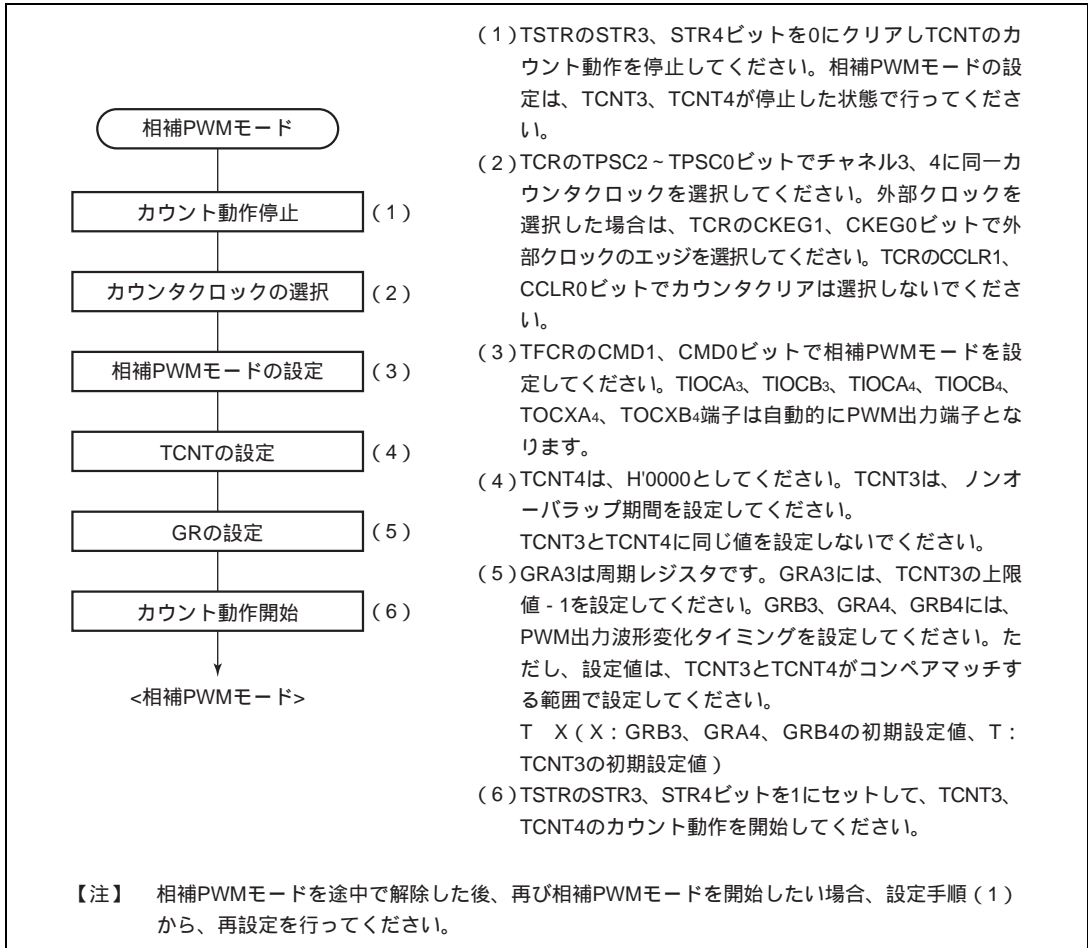 相補PWMモード
カウント動作停止 (1)
カウンタクロックの選択 (2)
相補PWMモードの設定 (3)
TCNTの設定 (4)
GRの設定 (5)
カウント動作開始 (6)
<相補PWMモード>
(1)TSTRのSTR3、STR4ビットを0にクリアしTCNTのカ
ウント動作を停止してください。相補PWMモードの設
定は、TCNT3、TCNT4が停止した状態で行ってくださ
い。
(2)TCRのTPSC2~TPSC0ビットでチャネル3、4に同一カ
ウンタクロックを選択してください。外部クロックを
選択した場合は、TCRのCKEG1、CKEG0ビットで外
部クロックのエッジを選択してください。TCRのCCLR1、
CCLR0ビットでカウンタクリアは選択しないでくださ
い。
(3)TFCRのCMD1、CMD0ビットで相補PWMモードを設
定してください。TIOCA3、TIOCB3、TIOCA4、TIOCB4、
TOCXA4、TOCXB4端子は自動的にPWM出力端子とな
ります。
(4)TCNT4は、H'0000としてください。TCNT3は、ノンオ
ーバラップ期間を設定してください。
TCNT3とTCNT4に同じ値を設定しないでください。
(5)GRA3は周期レジスタです。GRA3には、TCNT3の上限
値 - 1を設定してください。GRB3、GRA4、GRB4には、
PWM出力波形変化タイミングを設定してください。た
だし、設定値は、TCNT3とTCNT4がコンペアマッチす
る範囲で設定してください。
T X(X:GRB3、GRA4、GRB4の初期設定値、T:
TCNT3の初期設定値)
(6)TSTRのSTR3、STR4ビットを1にセットして、TCNT3、
TCNT4のカウント動作を開始してください。
【注】 相補PWMモードを途中で解除した後、再び相補PWMモードを開始したい場合、設定手順(1)
から、再設定を行ってください。